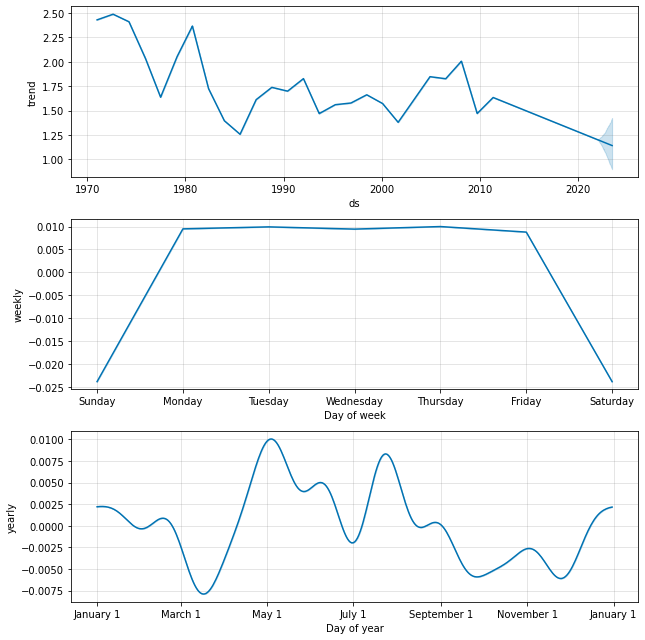 2.50
2.25
2.00
1.75
1.50
1.25
1.00
trend
1970 1980 1990 2000 2010 2020
ds
0.010
0.005
0.000
−0.005
−0.010
−0.015
−0.020
−0.025
weekly
Sunday Monday Tuesday Wednesday Thursday Friday Saturday
Day of week
0.0100
0.0075
0.0050
0.0025
0.0000
−0.0025
−0.0050
−0.0075
yearly
January 1 March 1 May 1 July 1 September 1 November 1 January 1
Day of year